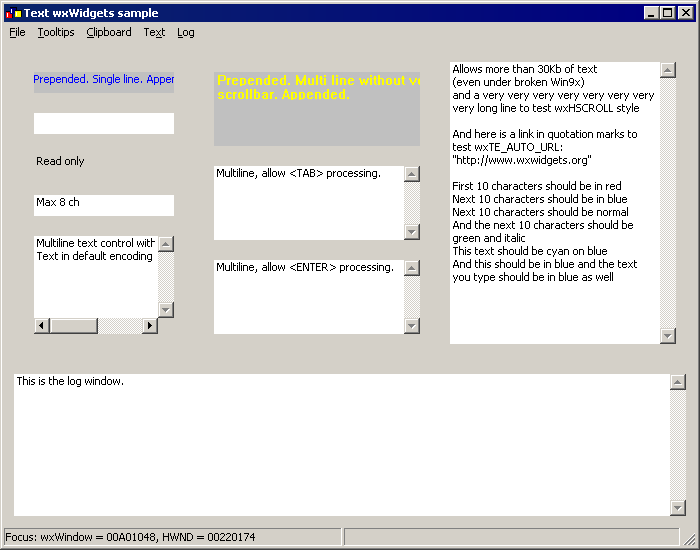 Text wxWidgets sample
File Tooltips Clipboard Text Log
Prepended. Single line. Appen
Read only
Max 8 ch
Multiline text control with
Text in default encoding
Prepended. Multi line without ve
scrollbar. Appended.
Multiline, allow <TAB> processing.
Multiline, allow <ENTER> processing.
Allows more than 30Kb of text
(even under broken Win9x)
and a very very very very very very very
very long line to test wxHSCROLL style
And here is a link in quotation marks to
test wxTE_AUTO_URL:
"http://www.wxwidgets.org"
First 10 characters should be in red
Next 10 characters should be in blue
Next 10 characters should be normal
And the next 10 characters should be
green and italic
This text should be cyan on blue
And this should be in blue and the text
you type should be in blue as well
This is the log window.
Focus: wxWindow = 00A01048, HWND = 00220174